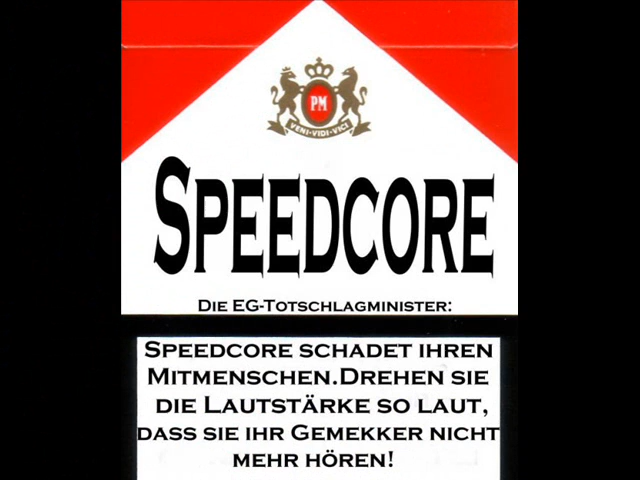 PM
VENI·VIDI·VICI
SPEEDCORE
DIE EG-TOTSCHLAGMINISTER:
SPEEDCORE SCHADET IHREN
MITMENSCHEN.DREHEN SIE
DIE LAUTSTÄRKE SO LAUT,
DASS SIE IHR GEMEKKER NICHT
MEHR HÖREN!